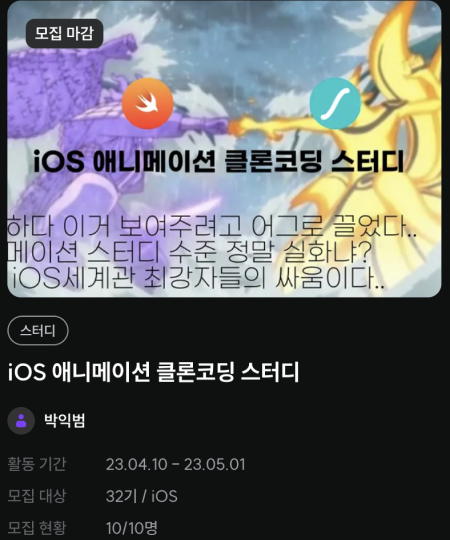 모집 마감
iOS 애니메이션 클론코딩 스터디
하다 이거 보여주려고 어그로 끌었다..
메이션 스터디 수준 정말 실화냐?
iOS세계관 최강자들의 싸움이다..
스터디
iOS 애니메이션 클론코딩 스터디
박익범
활동 기간 23.04.10 - 23.05.01
모집 대상 32기 / iOS
모집 현황 10/10명